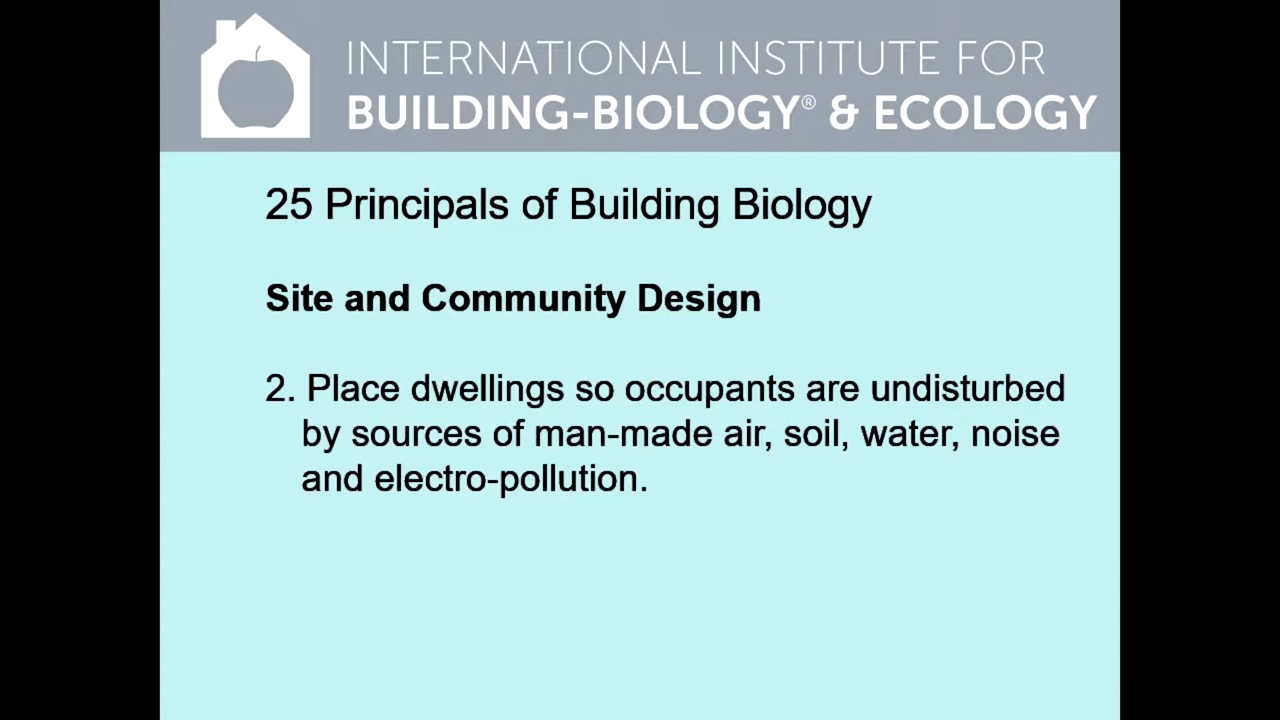 INTERNATIONAL INSTITUTE FOR
BUILDING-BIOLOGY® & ECOLOGY
25 Principals of Building Biology
Site and Community Design
2. Place dwellings so occupants are undisturbed
by sources of man-made air, soil, water, noise
and electro-pollution.